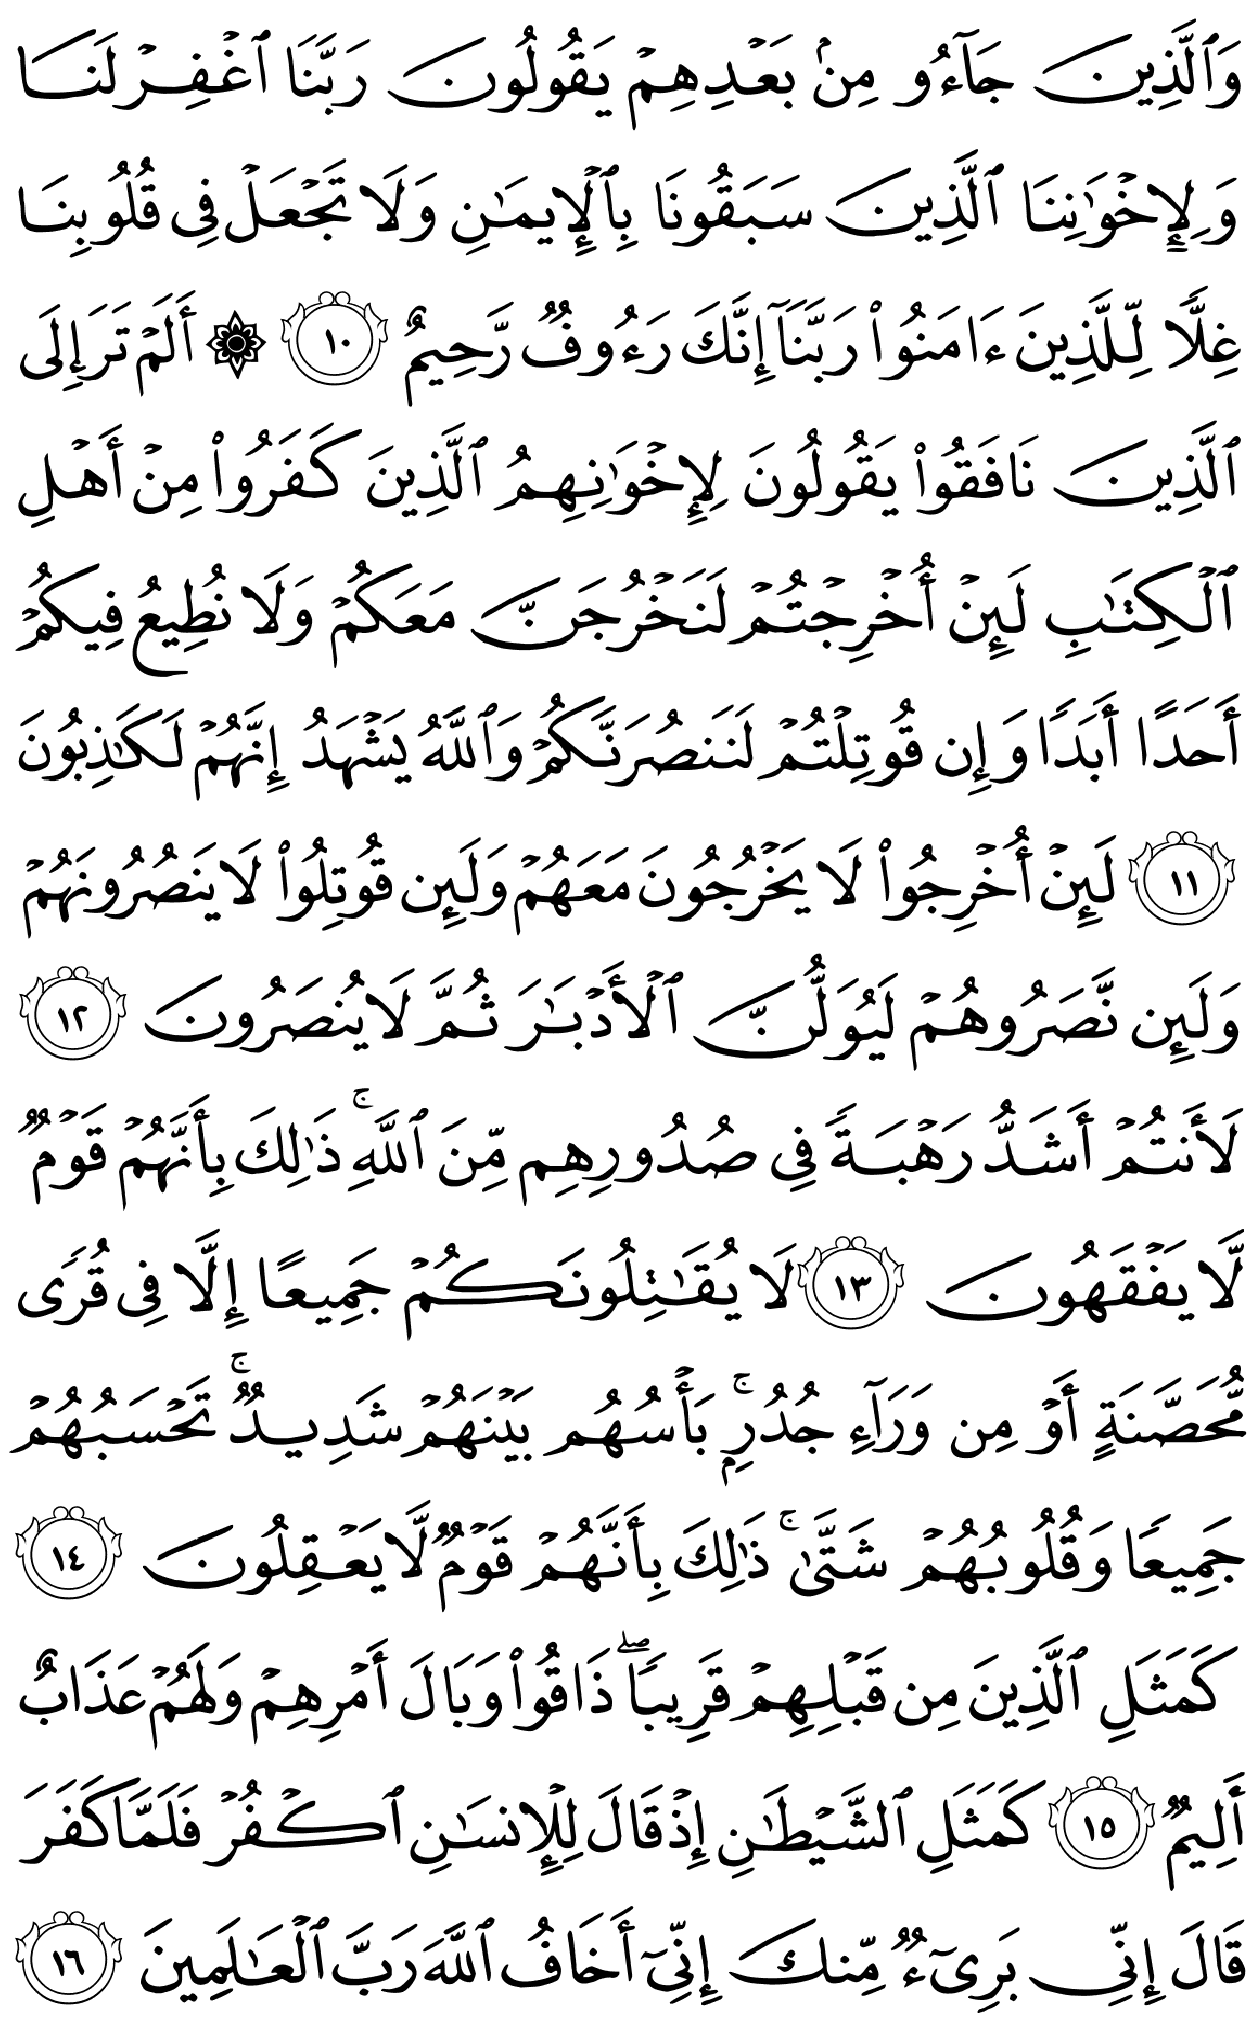 وَٱلَّذِينَ جَآءُو مِنۢ بَعۡدِهِمۡ يَقُولُونَ رَبَّنَا ٱغۡفِرۡ لَنَا
وَلِإِخۡوَٰنِنَا ٱلَّذِينَ سَبَقُونَا بِٱلۡإِيمَٰنِ وَلَا تَجۡعَلۡ فِي قُلُوبِنَا
غِلّٗا لِّلَّذِينَ ءَامَنُواْ رَبَّنَآ إِنَّكَ رَءُوفٞ رَّحِيمٌ ١٠ ۞ أَلَمۡ تَرَ إِلَى
ٱلَّذِينَ نَافَقُواْ يَقُولُونَ لِإِخۡوَٰنِهِمُ ٱلَّذِينَ كَفَرُواْ مِنۡ أَهۡلِ
ٱلۡكِتَٰبِ لَئِنۡ أُخۡرِجۡتُمۡ لَنَخۡرُجَنَّ مَعَكُمۡ وَلَا نُطِيعُ فِيكُمۡ
أَحَدًا أَبَدٗا وَإِن قُوتِلۡتُمۡ لَنَنصُرَنَّكُمۡ وَٱللَّهُ يَشۡهَدُ إِنَّهُمۡ لَكَٰذِبُونَ
١١ لَئِنۡ أُخۡرِجُواْ لَا يَخۡرُجُونَ مَعَهُمۡ وَلَئِن قُوتِلُواْ لَا يَنصُرُونَهُمۡ
وَلَئِن نَّصَرُوهُمۡ لَيُوَلُّنَّ ٱلۡأَدۡبَٰرَ ثُمَّ لَا يُنصَرُونَ ١٢
لَأَنتُمۡ أَشَدُّ رَهۡبَةٗ فِي صُدُورِهِم مِّنَ ٱللَّهِۚ ذَٰلِكَ بِأَنَّهُمۡ قَوۡمٞ
لَّا يَفۡقَهُونَ ١٣ لَا يُقَٰتِلُونَكُمۡ جَمِيعًا إِلَّا فِي قُرٗى
مُّحَصَّنَةٍ أَوۡ مِن وَرَآءِ جُدُرِۭۚ بَأۡسُهُم بَيۡنَهُمۡ شَدِيدٞۚ تَحۡسَبُهُمۡ
جَمِيعٗا وَقُلُوبُهُمۡ شَتَّىٰۚ ذَٰلِكَ بِأَنَّهُمۡ قَوۡمٞ لَّا يَعۡقِلُونَ ١٤
كَمَثَلِ ٱلَّذِينَ مِن قَبۡلِهِمۡ قَرِيبٗاۖ ذَاقُواْ وَبَالَ أَمۡرِهِمۡ وَلَهُمۡ عَذَابٌ
أَلِيمٞ ١٥ كَمَثَلِ ٱلشَّيۡطَٰنِ إِذۡ قَالَ لِلۡإِنسَٰنِ ٱكۡفُرۡ فَلَمَّا كَفَرَ
قَالَ إِنِّي بَرِيٓءٞ مِّنكَ إِنِّيٓ أَخَافُ ٱللَّهَ رَبَّ ٱلۡعَٰلَمِينَ ١٦